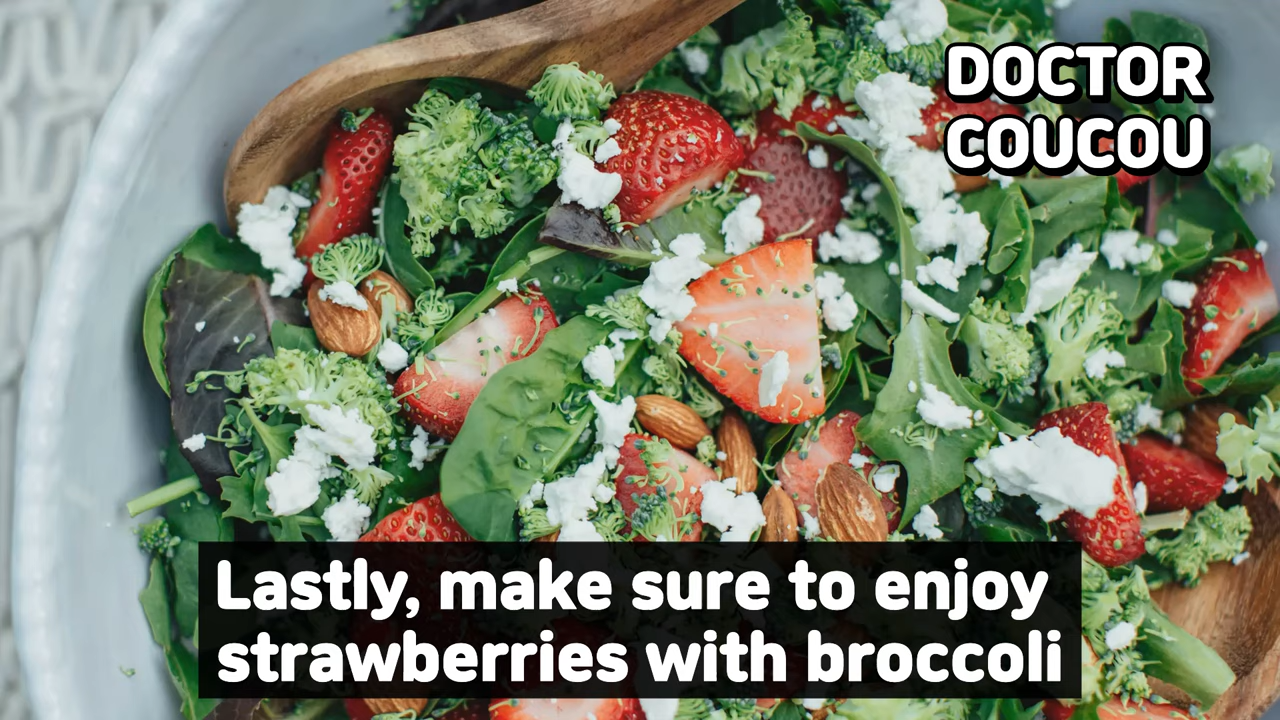 DOCTOR
COUCOU
Lastly, make sure to enjoy
strawberries with broccoli